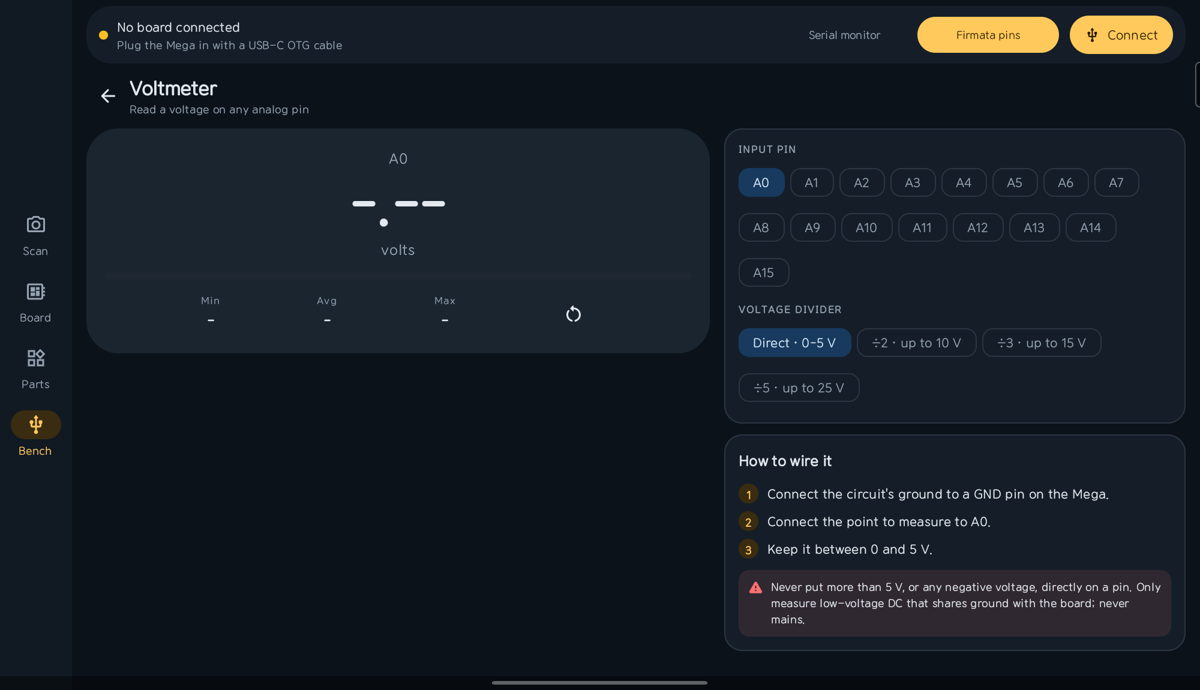 No board connected
Plug the Mega in with a USB-C OTG cable
Serial monitor
Firmata pins
Connect
Voltmeter
Read a voltage on any analog pin
A0
-.--
volts
Min
Avg
Max
-
-
-
INPUT PIN
A0
A1
A2
A3
A4
A5
A6
A7
A8
A9
A10
A11
A12
A13
A14
A15
VOLTAGE DIVIDER
Direct · 0-5 V
÷2 · up to 10 V
÷3 · up to 15 V
÷5 · up to 25 V
How to wire it
1 Connect the circuit's ground to a GND pin on the Mega.
2 Connect the point to measure to A0.
3 Keep it between 0 and 5 V.
Never put more than 5 V, or any negative voltage, directly on a pin. Only
measure low-voltage DC that shares ground with the board; never
mains.
Scan
Board
Parts
Bench